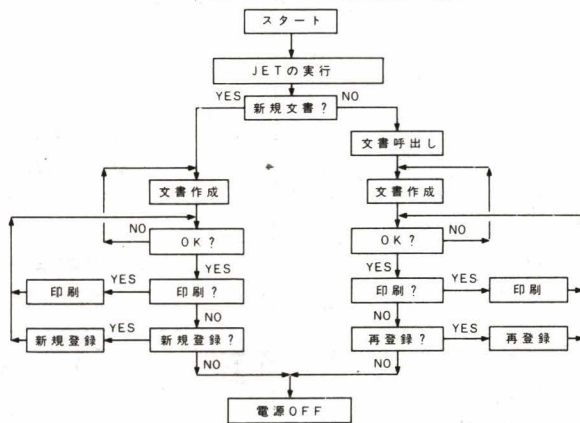 スタート
JETの実行
YES
NO
新規文書?
文書呼出し
文書作成
文書作成
NO
OK?
OK?
NO
YES
YES
印刷
YES
印刷?
印刷?
YES
印刷
NO
NO
新規登録
YES
新規登録?
再登録?
YES
再登録
NO
NO
電源OFF